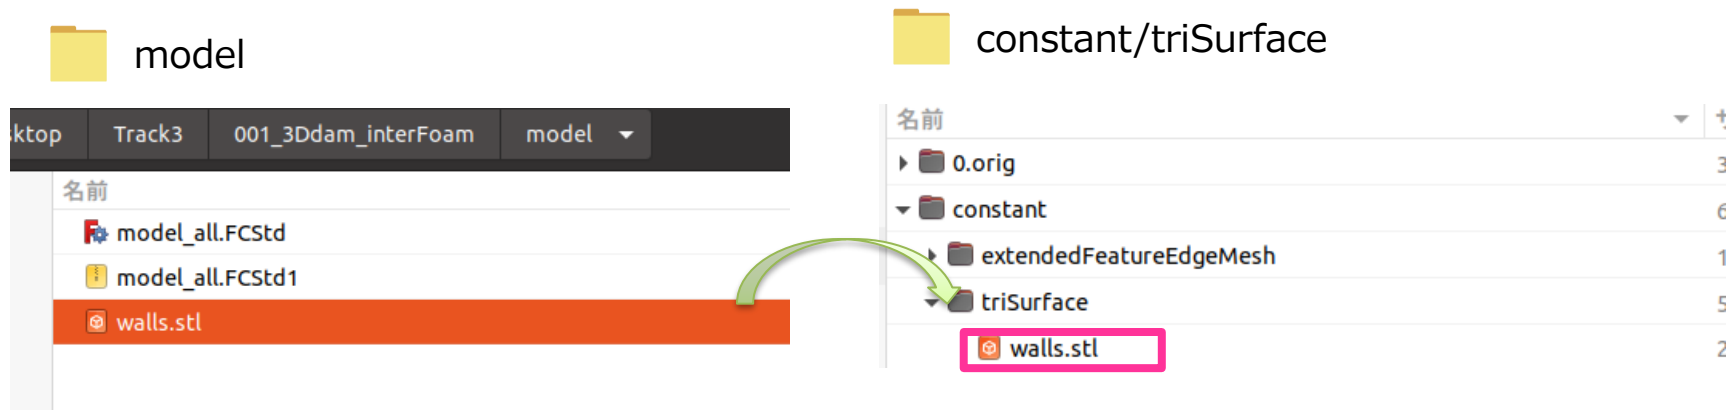 model
constant/triSurface
sktop Track3 001_3Ddam_interFoam model
名前
model_all.FCStd
model_all.FCStd1
walls.stl
名前
0.orig
constant
extendedFeatureEdgeMesh
triSurface
walls.stl